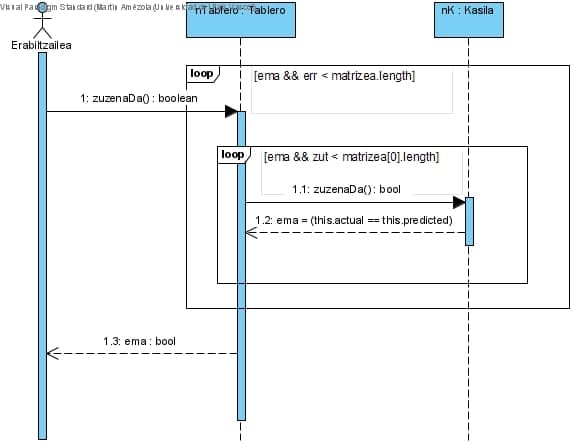 Visual Paradigm Standard (Martin Amézola (Universidad
nTablero : Tablero
nK : Kasila
Erabiltzailea
loop
[ema && err < matrizea.length]
1: zuzenaDa() : boolean
loop
[ema && zut < matrizea[0].length]
1.1: zuzenaDa(): bool
1.2: ema = (this.actual == this.predicted)
1.3: ema : bool